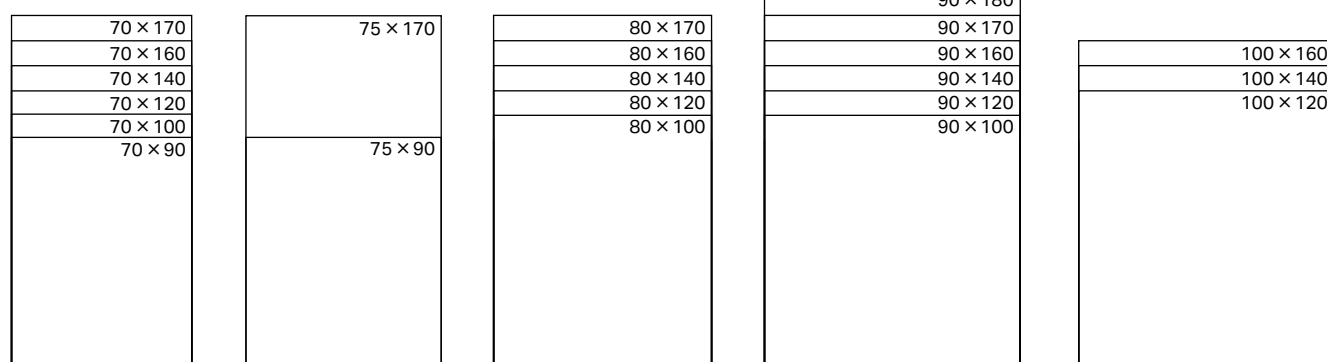 70 × 170
70 × 160
70 × 140
70 × 120
70 × 100
70 × 90
75 × 170
75 × 90
80 × 170
80 × 160
80 × 140
80 × 120
80 × 100
90 × 180
90 × 170
90 × 160
90 × 140
90 × 120
90 × 100
100 × 160
100 × 140
100 × 120